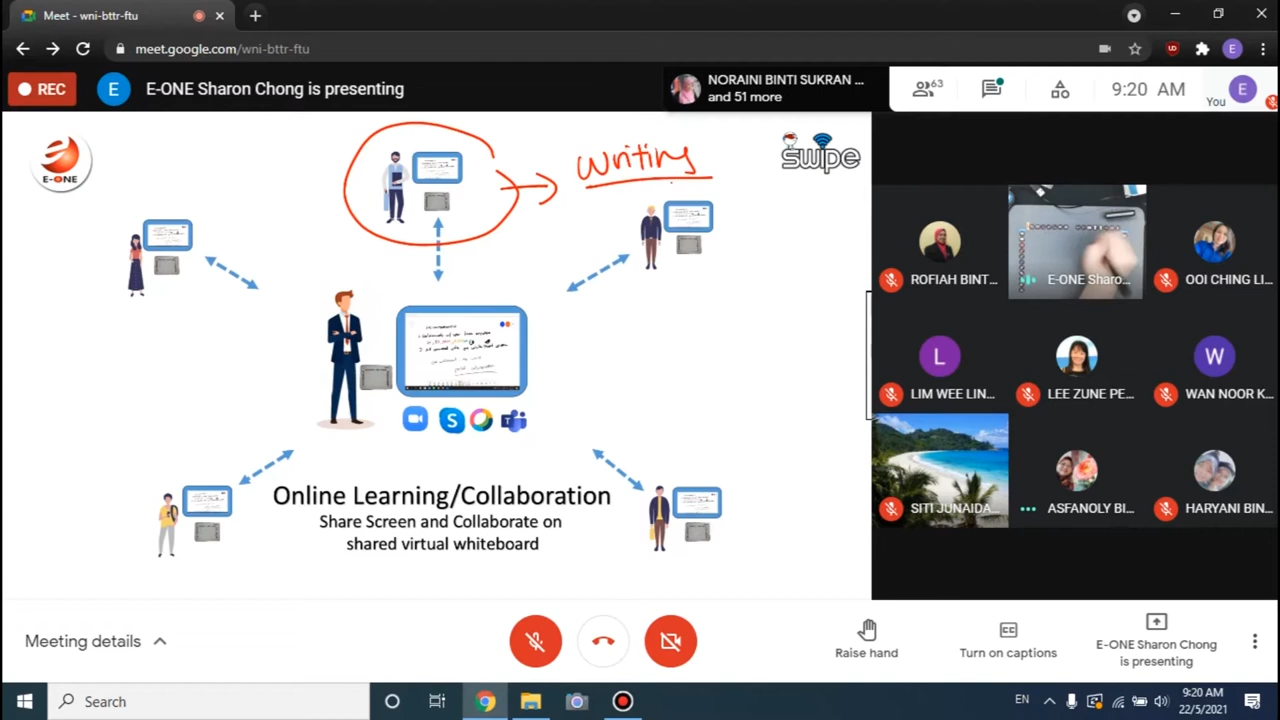 Meet - wni-bttr-ftu
meet.google.com/wni-bttr-ftu
E
REC
E
E-ONE Sharon Chong is presenting
NORAINI BINTI SUKRAN ...
and 51 more
63
9:20 AM
You
E
E-ONE
writing
swipe
ROFIAH BINT...
E-ONE Sharo...
OOI CHING LI...
L
W
LIM WEE LIN...
LEE ZUNE PE...
WAN NOOR K...
SITI JUNAIDA...
ASFANOLY BI...
HARYANI BIN...
Online Learning/Collaboration
Share Screen and Collaborate on
shared virtual whiteboard
Meeting details
Raise hand
Turn on captions
E-ONE Sharon Chong
is presenting
Search
EN
9:20 AM
22/5/2021